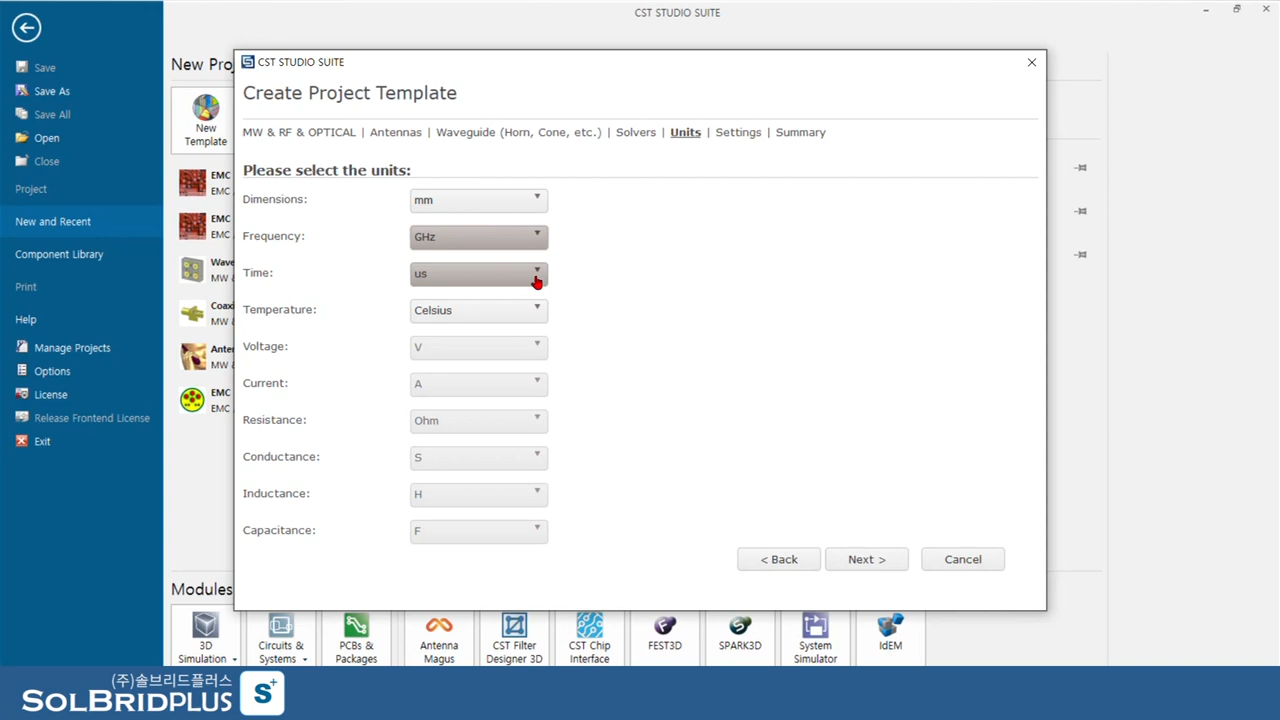 CST STUDIO SUITE
Save
Save As
Save All
Open
Close
Project
New and Recent
Component Library
Print
Help
Manage Projects
Options
License
Release Frontend License
Exit
New Proj
New
Template
EMC
EMC
EMC
EMC
Wave
MW &
Coaxi
MW &
Anten
MW &
EMC
EMC
CST STUDIO SUITE
Create Project Template
MW & RF & OPTICAL | Antennas | Waveguide (Horn, Cone, etc.) | Solvers | Units | Settings | Summary
Please select the units:
Dimensions: mm
Frequency: GHz
Time: us
Temperature: Celsius
Voltage: V
Current: A
Resistance: Ohm
Conductance: S
Inductance: H
Capacitance: F
< Back Next > Cancel
Modules
3D
Simulation
Circuits &
Systems
PCBs &
Packages
Antenna
Magus
CST Filter
Designer 3D
CST Chip
Interface
FEST3D
SPARK3D
System
Simulator
IdEM
(주)솔브리드플러스
SOLBRIDPLUS S+